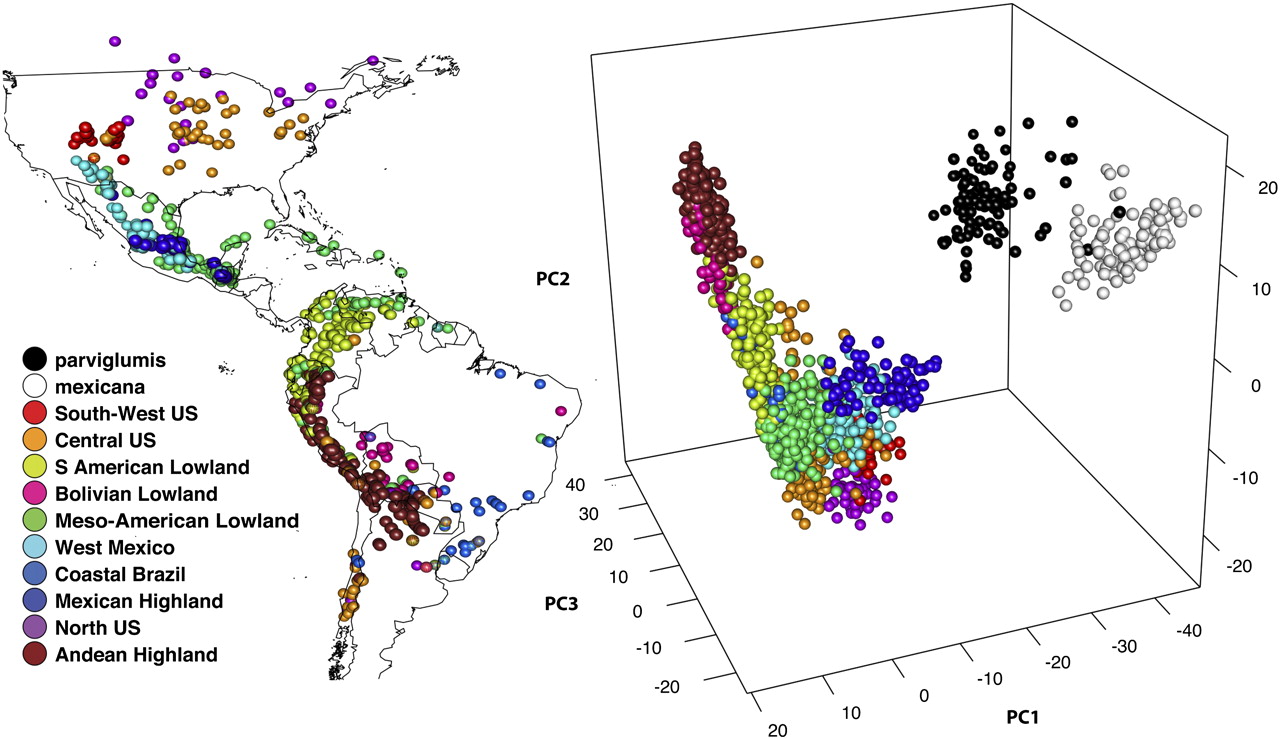 parviglumis
mexicana
South-West US
Central US
S American Lowland
Bolivian Lowland
Meso-American Lowland
West Mexico
Coastal Brazil
Mexican Highland
North US
Andean Highland
PC2
20
10
0
-10
-20
PC3
40
30
20
10
0
-10
-20
20
10
0
-10
-20
-30
-40
PC1